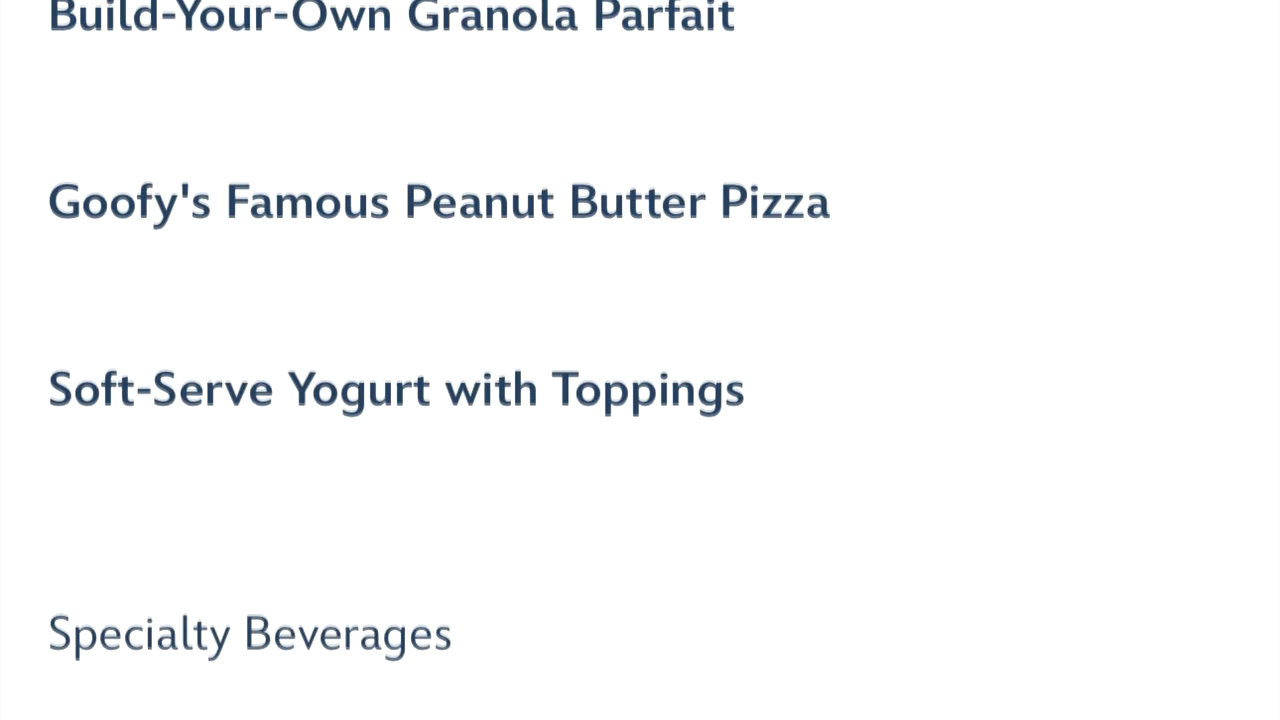 Build-Your-Own Granola Parfait
Goofy's Famous Peanut Butter Pizza
Soft-Serve Yogurt with Toppings
Specialty Beverages